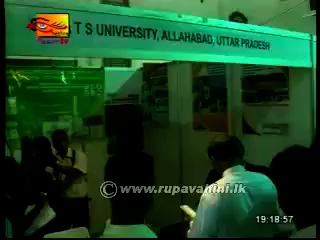 T S UNIVERSITY, ALLAHABAD, UTTAR PRADESH
©www.rupavahini.lk
19:18:57